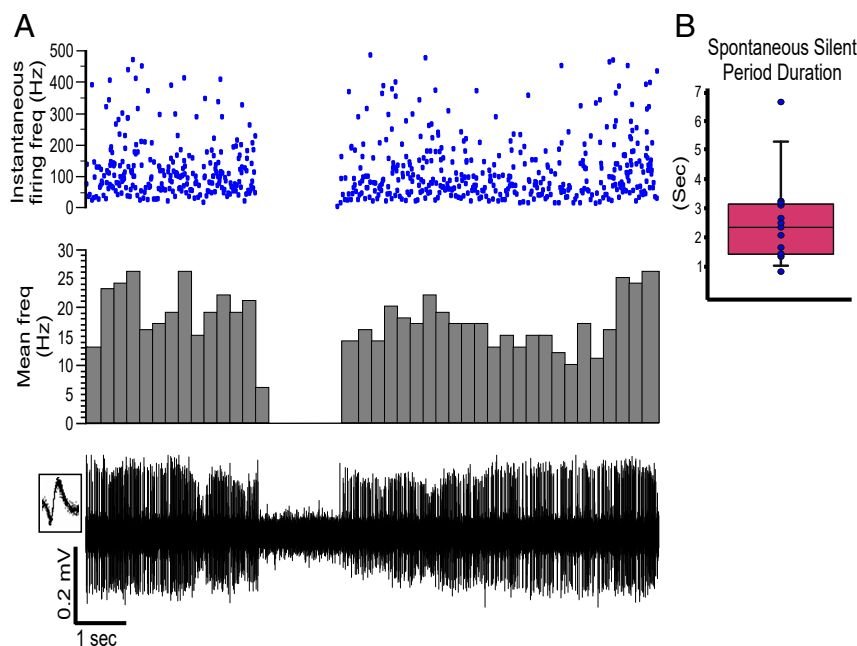 A
Instantaneous
firing freq (Hz)
500
400
300
200
100
0
Mean freq
(Hz)
30
25
20
15
10
5
0
0.2 mV
1 sec
B
Spontaneous Silent
Period Duration
(Sec)
7
6
5
4
3
2
1